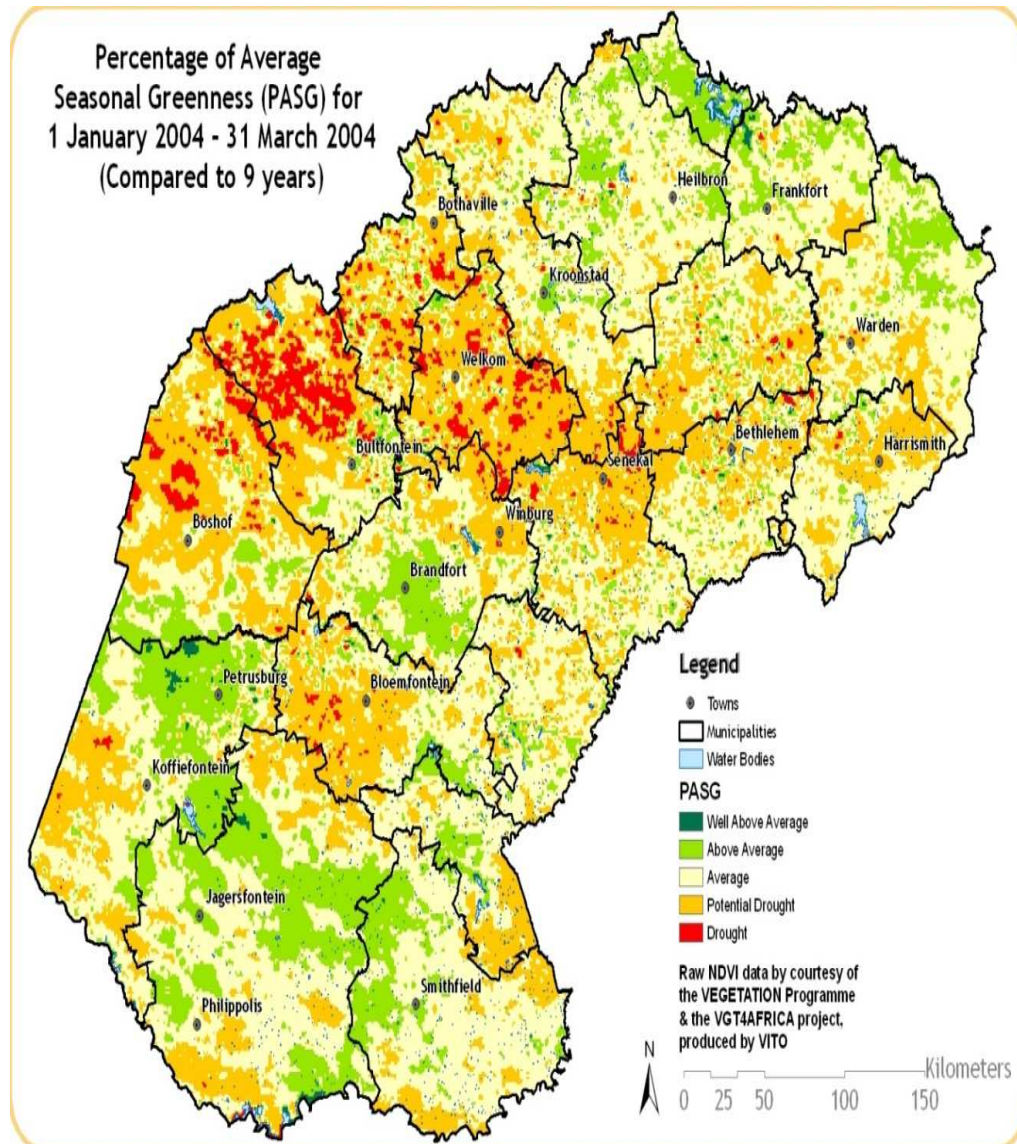 Percentage of Average
Seasonal Greenness (PASG) for
1 January 2004 - 31 March 2004
(Compared to 9 years)
Heilbron
Frankfort
Bothaville
Kroonstad
Warden
Welkom
Bethlehem
Harrismith
Bultfontein
Senekal
Winburg
Boshof
Brandfort
Petrusburg
Bloemfontein
Koffiefontein
Jagersfontein
Smithfield
Philippolis
Legend
Towns
Municipalities
Water Bodies
PASG
Well Above Average
Above Average
Average
Potential Drought
Drought
Raw NDVI data by courtesy of
the VEGETATION Programme
& the VGT4AFRICA project,
produced by VITO
N
Kilometers
0 25 50 100 150